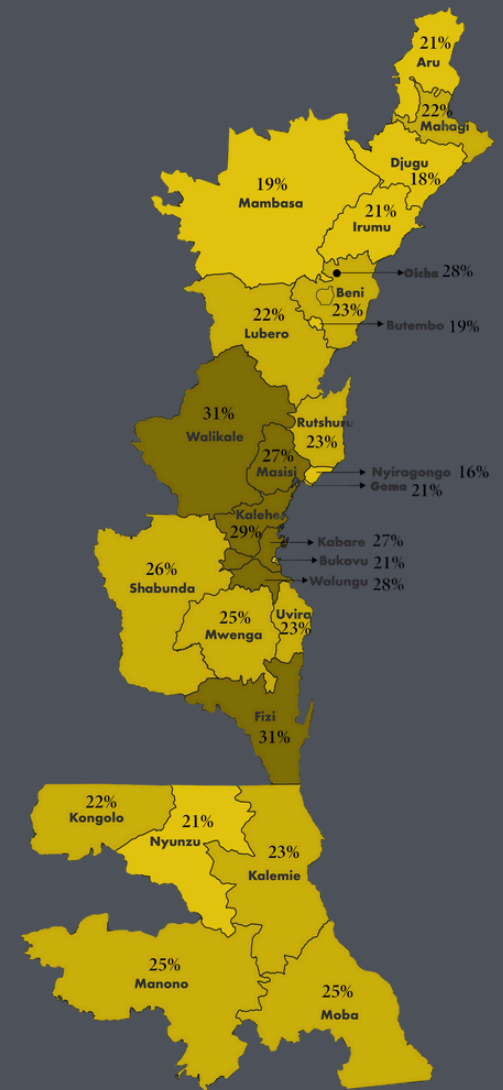 21%
Aru
22%
Mahagi
Djugu
18%
19%
Mambasa
21%
Irumu
Oicha 28%
Beni
23%
22%
Lubero
Butembo 19%
31%
Walikale
Rutshuru
23%
27%
Masisi
Nyiragongo 16%
Goma 21%
Kalehe
29%
Kabare 27%
Bukavu 21%
Walungu 28%
26%
Shabunda
25%
Mwenga
Uvira
23%
Fizi
31%
22%
Kongolo
21%
Nyunzu
23%
Kalemie
25%
Manono
25%
Moba